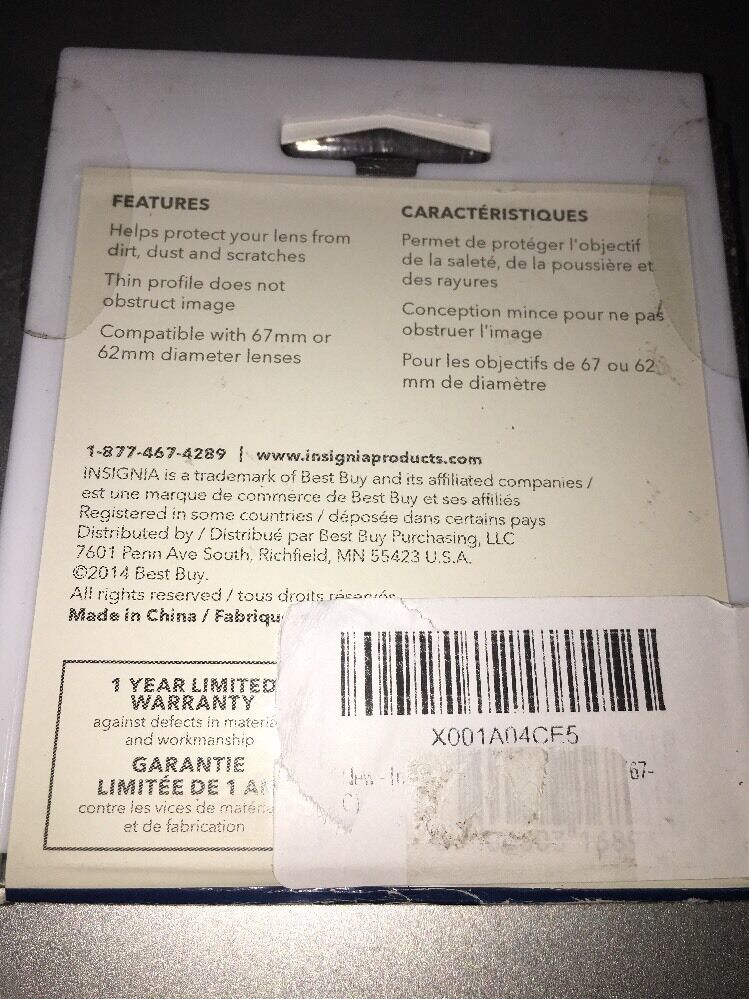 FEATURES
Helps protect your lens from
dirt, dust and scratches
Thin profile does not
obstruct image
Compatible with 67mm or
62mm diameter lenses
CARACTÉRISTIQUES
Permet de protéger l'objectif
de la saleté, de la poussière et
des rayures
Conception mince pour ne pas
obstruer l'image
Pour les objectifs de 67 ou 62
mm de diamètre
1-877-467-4289 | www.insigniaproducts.com
INSIGNIA is a trademark of Best Buy and its affiliated companies /
est une marque de commerce de Best Buy et ses affiliés
Registered in some countries / déposée dans certains pays
Distributed by / Distribué par Best Buy Purchasing, LLC
7601 Penn Ave South, Richfield, MN 55423 U.S.A.
©2014 Best Buy.
All rights reserved / tous droits réservés
Made in China / Fabriqu
1 YEAR LIMITED
WARRANTY
against defects in materia
and workmanship
GARANTIE
LIMITÉE DE 1 AN
contre les vices de matér
et de fabrication
X001A04CF5
67-